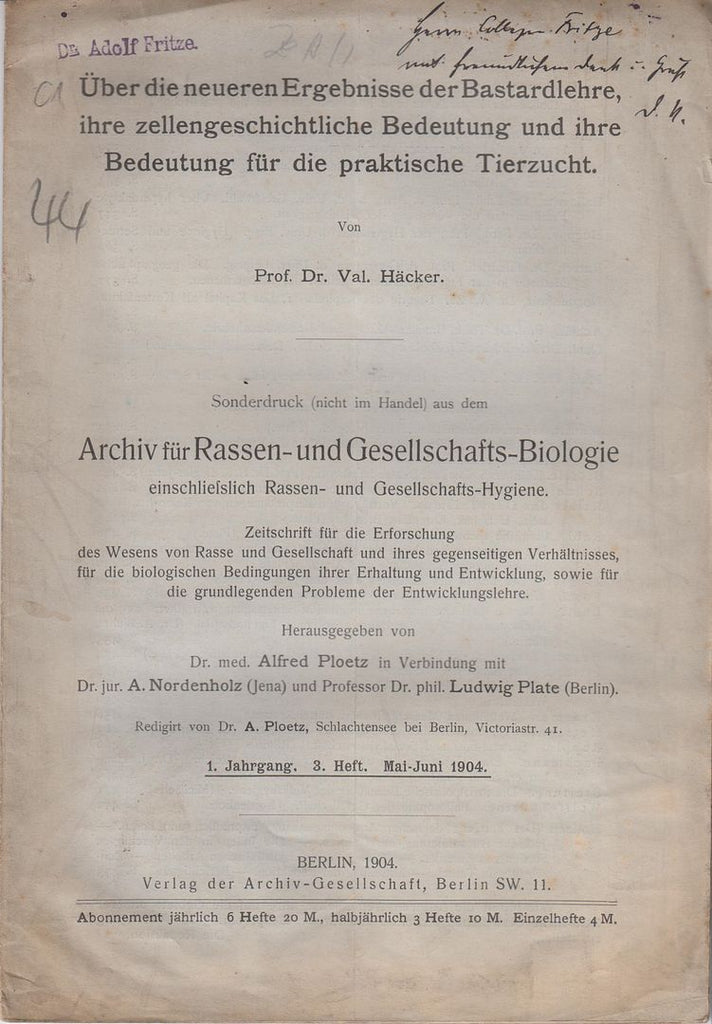 Dr. Adolf Fritze.
Herrn Collegen Fritze
mit freundlichem Dank u. Gruß
Über die neueren Ergebnisse der Bastardlehre,
ihre zellengeschichtliche Bedeutung und ihre
Bedeutung für die praktische Tierzucht.
44
Von
Prof. Dr. Val. Häcker.
Sonderdruck (nicht im Handel) aus dem
Archiv für Rassen- und Gesellschafts-Biologie
einschlieſslich Rassen- und Gesellschafts-Hygiene.
Zeitschrift für die Erforschung
des Wesens von Rasse und Gesellschaft und ihres gegenseitigen Verhältnisses,
für die biologischen Bedingungen ihrer Erhaltung und Entwicklung, sowie für
die grundlegenden Probleme der Entwicklungslehre.
Herausgegeben von
Dr. med. Alfred Ploetz in Verbindung mit
Dr. jur. A. Nordenholz (Jena) und Professor Dr. phil. Ludwig Plate (Berlin).
Redigirt von Dr. A. Ploetz, Schlachtensee bei Berlin, Victoriastr. 41.
1. Jahrgang. 3. Heft. Mai-Juni 1904.
BERLIN, 1904.
Verlag der Archiv-Gesellschaft, Berlin SW. 11.
Abonnement jährlich 6 Hefte 20 M., halbjährlich 3 Hefte 10 M. Einzelhefte 4 M.